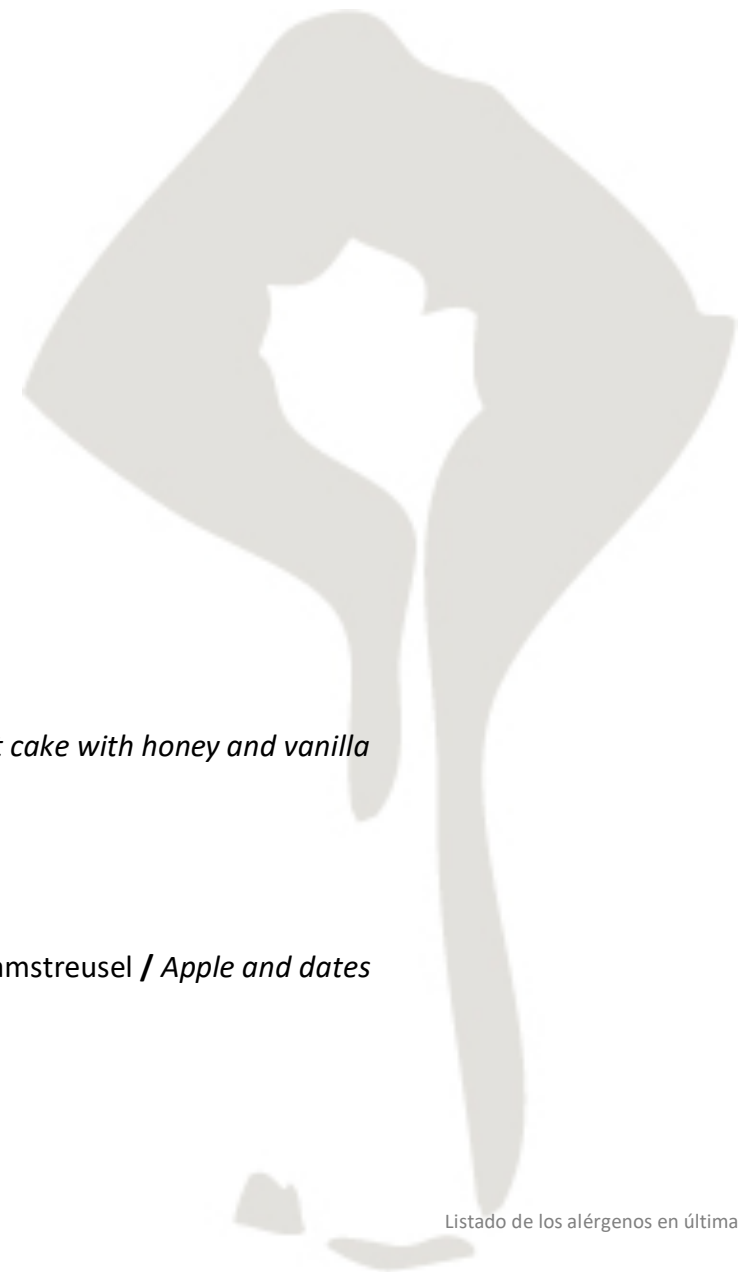 cake with honey and vanilla
amstreusel / Apple and dates
Listado de los alérgenos en última